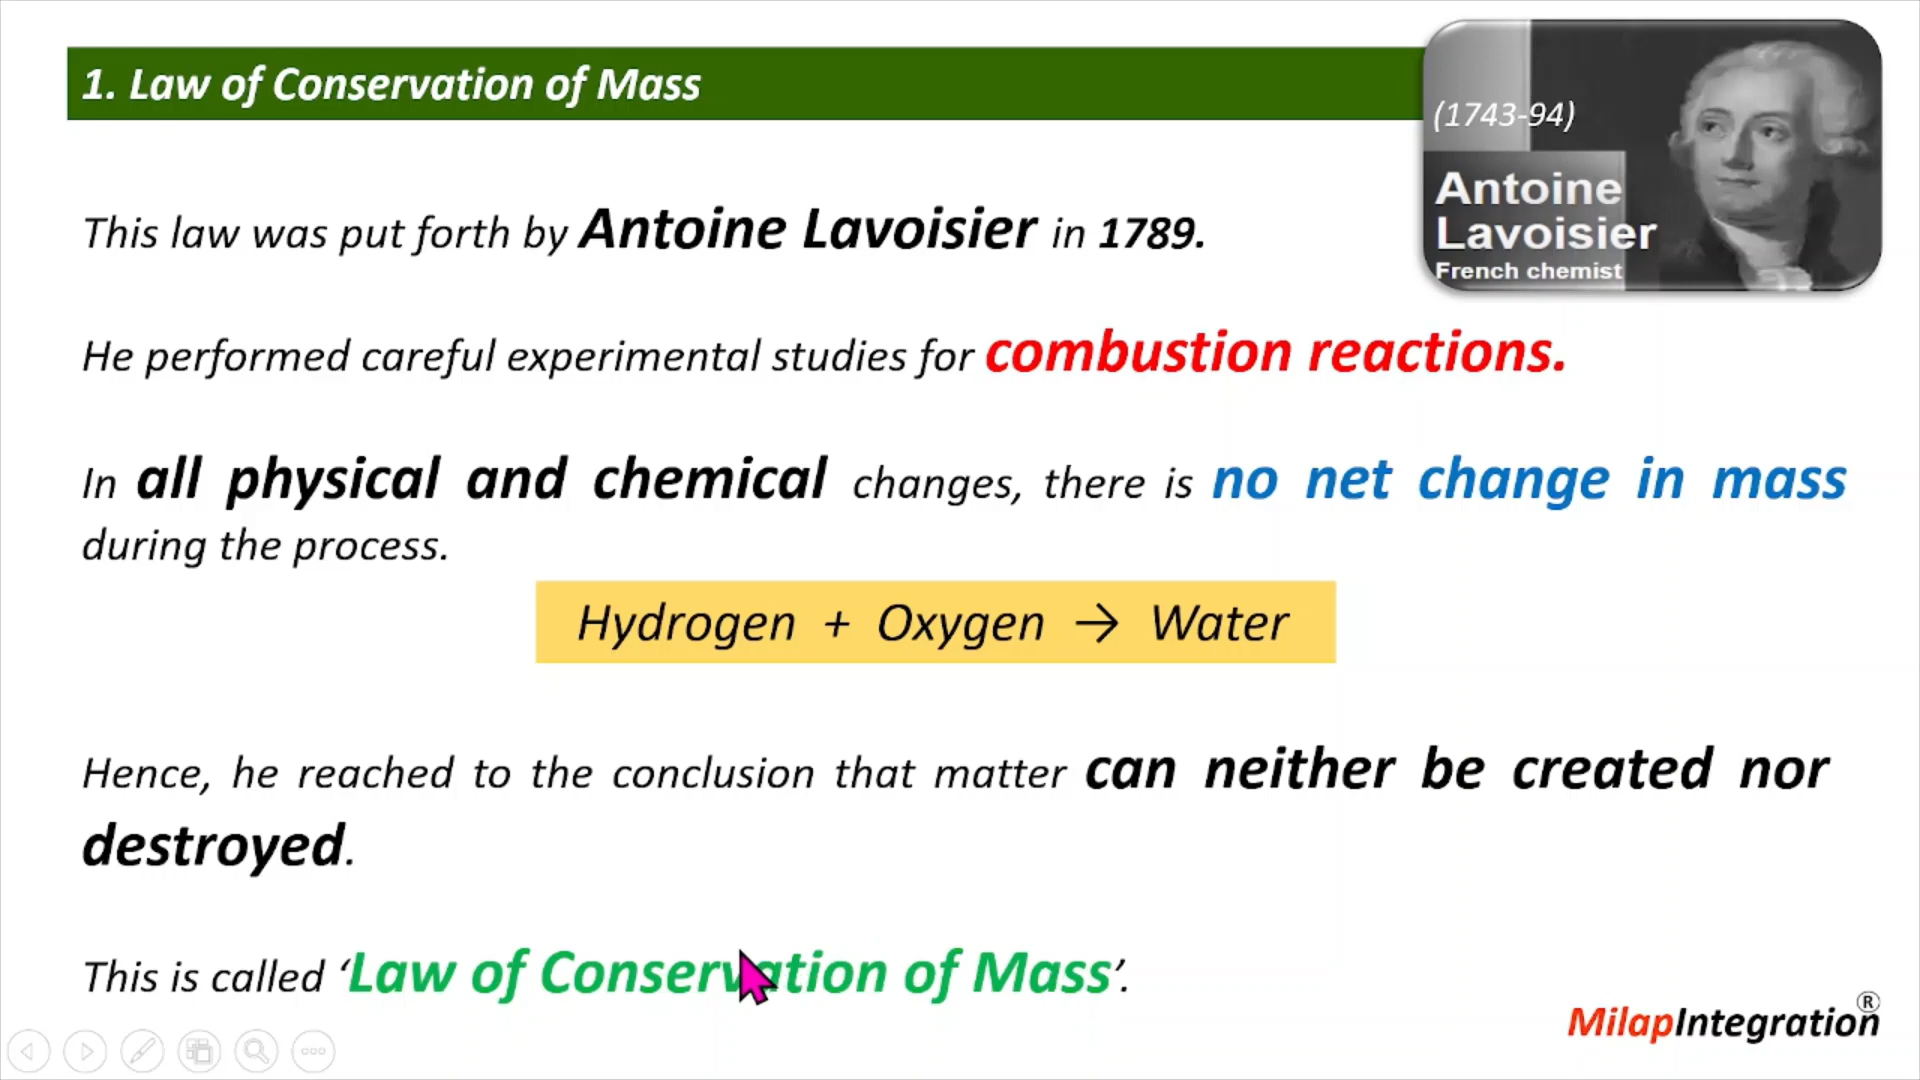 1. Law of Conservation of Mass
(1743-94)
Antoine
Lavoisier
French chemist
This law was put forth by Antoine Lavoisier in 1789.
He performed careful experimental studies for combustion reactions.
In all physical and chemical changes, there is no net change in mass
during the process.
Hydrogen + Oxygen → Water
Hence, he reached to the conclusion that matter can neither be created nor
destroyed.
This is called ‘Law of Conservation of Mass’.
MilapIntegration®